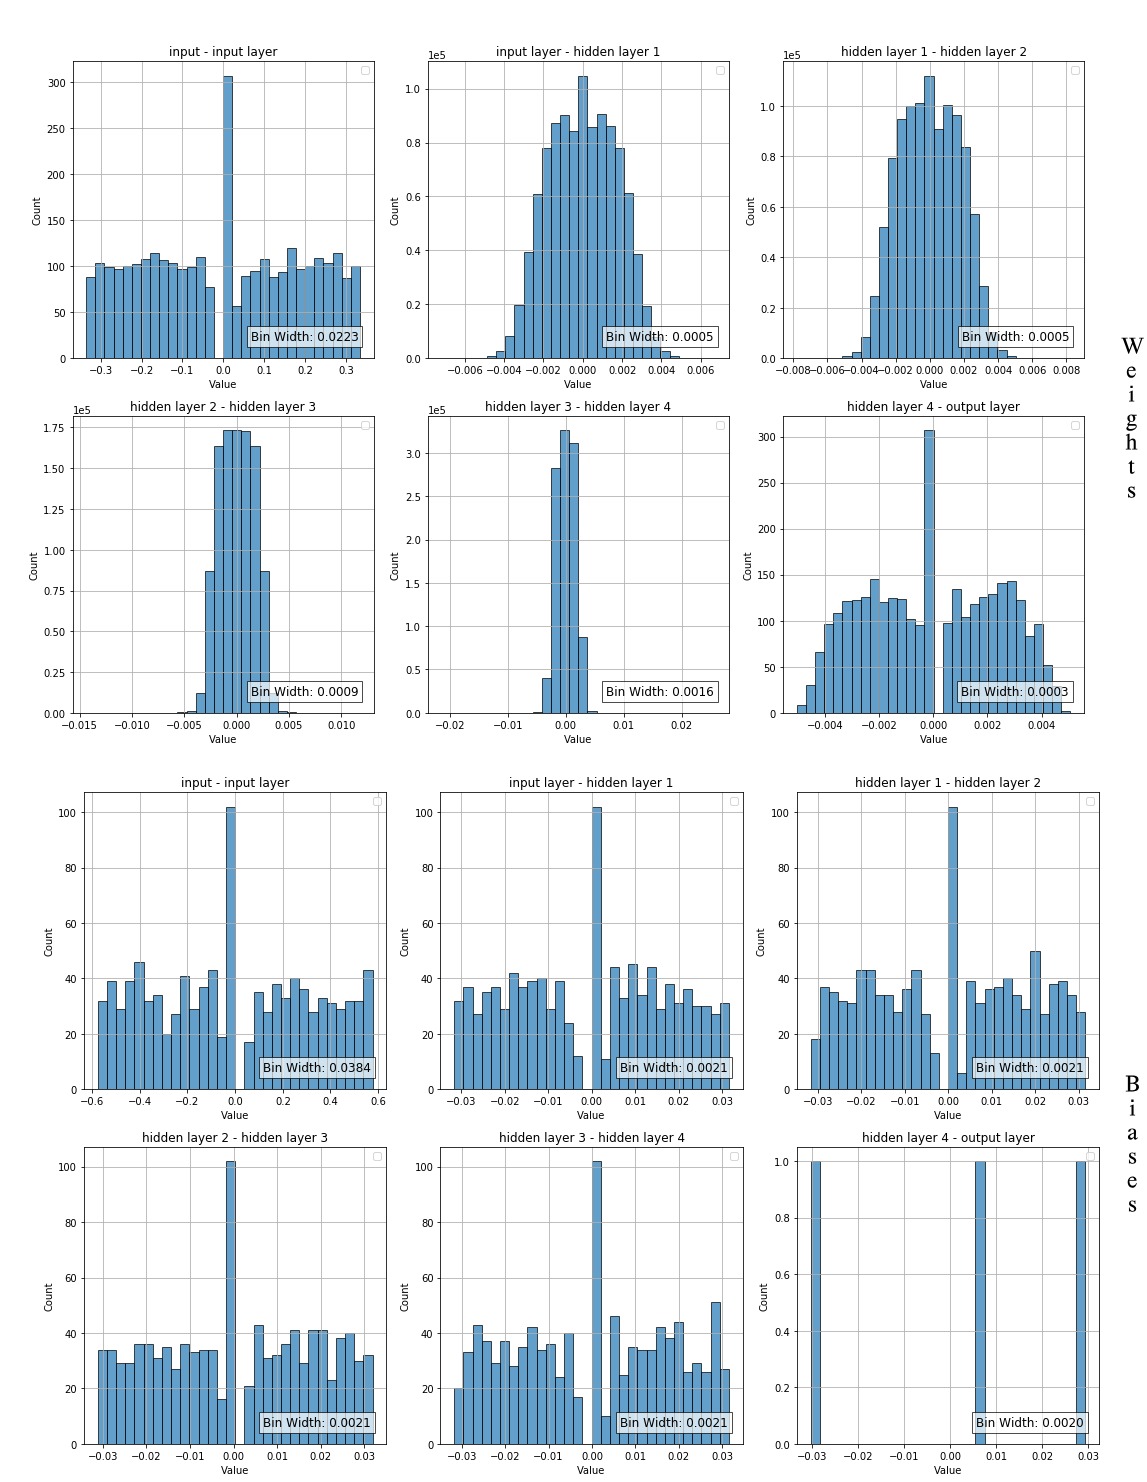 input - input layer
Count
300
250
200
150
100
50
0
Bin Width: 0.0223
−0.3 −0.2 −0.1 0.0 0.1 0.2 0.3
Value
input layer - hidden layer 1
1e5
Count
1.0
0.8
0.6
0.4
0.2
0.0
Bin Width: 0.0005
−0.006 −0.004 −0.002 0.000 0.002 0.004 0.006
Value
hidden layer 1 - hidden layer 2
1e5
Count
1.0
0.8
0.6
0.4
0.2
0.0
Bin Width: 0.0005
−0.008 −0.006 −0.004 −0.002 0.000 0.002 0.004 0.006 0.008
Value
hidden layer 2 - hidden layer 3
1e5
Count
1.75
1.50
1.25
1.00
0.75
0.50
0.25
0.00
Bin Width: 0.0009
−0.015 −0.010 −0.005 0.000 0.005 0.010
Value
hidden layer 3 - hidden layer 4
1e5
Count
3.0
2.5
2.0
1.5
1.0
0.5
0.0
Bin Width: 0.0016
−0.02 −0.01 0.00 0.01 0.02
Value
hidden layer 4 - output layer
Count
300
250
200
150
100
50
0
Bin Width: 0.0003
−0.004 −0.002 0.000 0.002 0.004
Value
Weights
input - input layer
Count
100
80
60
40
20
0
Bin Width: 0.0384
−0.6 −0.4 −0.2 0.0 0.2 0.4 0.6
Value
input layer - hidden layer 1
Count
100
80
60
40
20
0
Bin Width: 0.0021
−0.03 −0.02 −0.01 0.00 0.01 0.02 0.03
Value
hidden layer 1 - hidden layer 2
Count
100
80
60
40
20
0
Bin Width: 0.0021
−0.03 −0.02 −0.01 0.00 0.01 0.02 0.03
Value
hidden layer 2 - hidden layer 3
Count
100
80
60
40
20
0
Bin Width: 0.0021
−0.03 −0.02 −0.01 0.00 0.01 0.02 0.03
Value
hidden layer 3 - hidden layer 4
Count
100
80
60
40
20
0
Bin Width: 0.0021
−0.03 −0.02 −0.01 0.00 0.01 0.02 0.03
Value
hidden layer 4 - output layer
Count
1.0
0.8
0.6
0.4
0.2
0.0
Bin Width: 0.0020
−0.03 −0.02 −0.01 0.00 0.01 0.02 0.03
Value
Biases